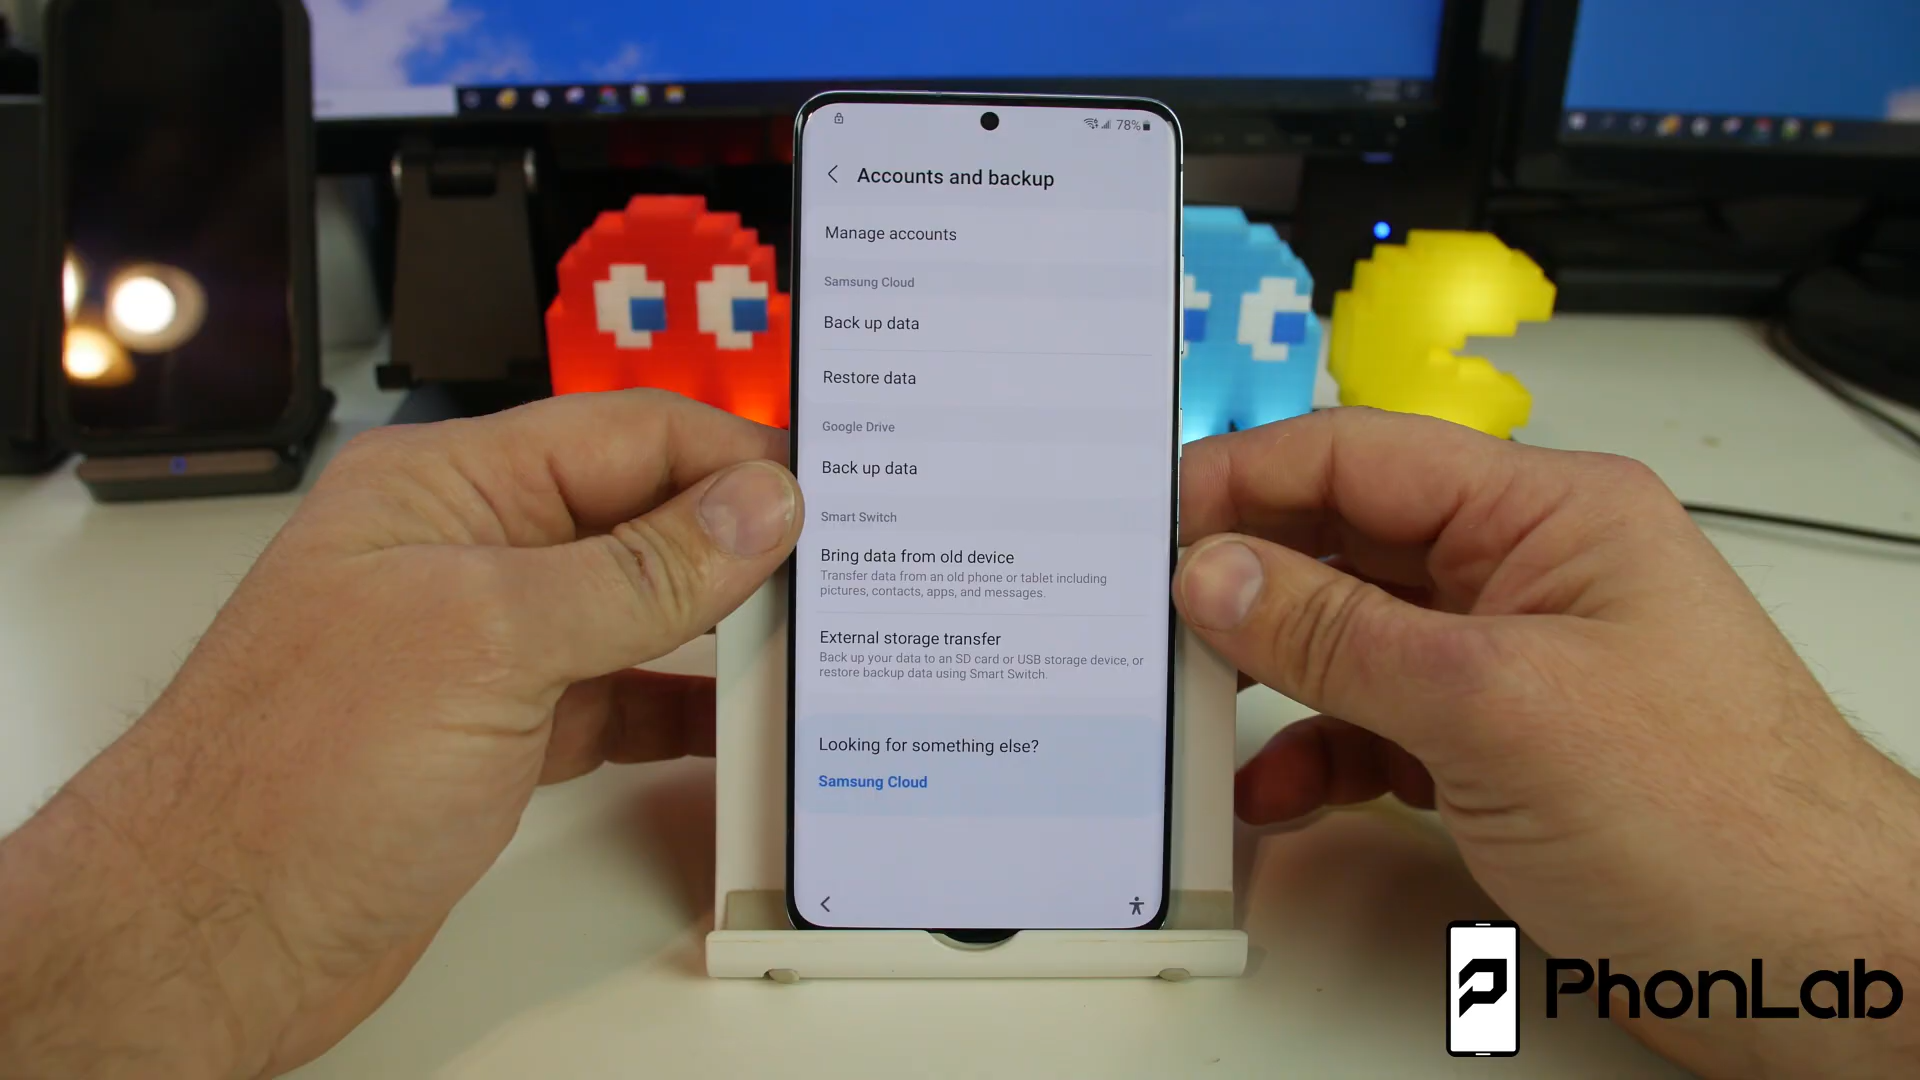 78%
Accounts and backup
Manage accounts
Samsung Cloud
Back up data
Restore data
Google Drive
Back up data
Smart Switch
Bring data from old device
Transfer data from an old phone or tablet including
pictures, contacts, apps, and messages.
External storage transfer
Back up your data to an SD card or USB storage device, or
restore backup data using Smart Switch.
Looking for something else?
Samsung Cloud
PhonLab